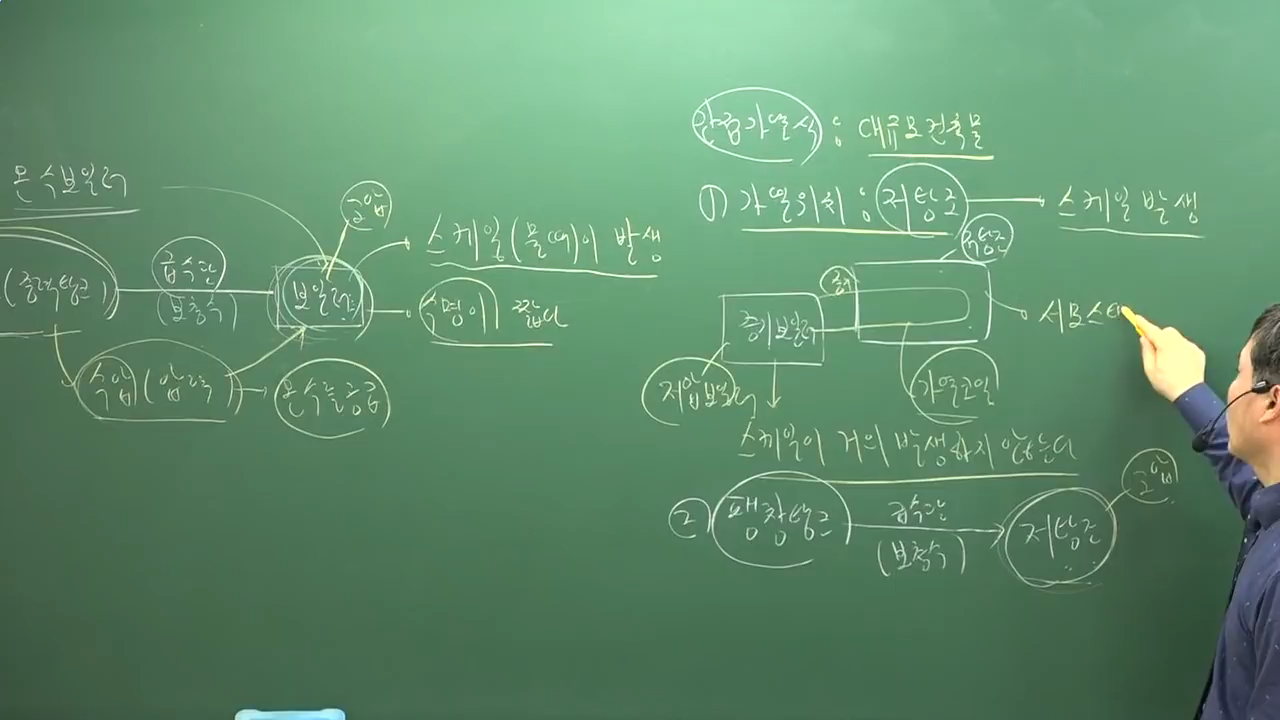 온수보일러
(중력탱크)
급수관
(보충수)
보일러
고압
스케일(물때)이 발생
수명이 짧다
수압(압력)
온수를 공급
간접가열식 : 대규모건축물
① 가열위치 : 저탕조
스케일 발생
저탕조
증기
증기보일러
서모스타
저압보일러
가열코일
스케일이 거의 발생하지 않는다
② 팽창탱크
급수관
(보충수)
저탕조
고압